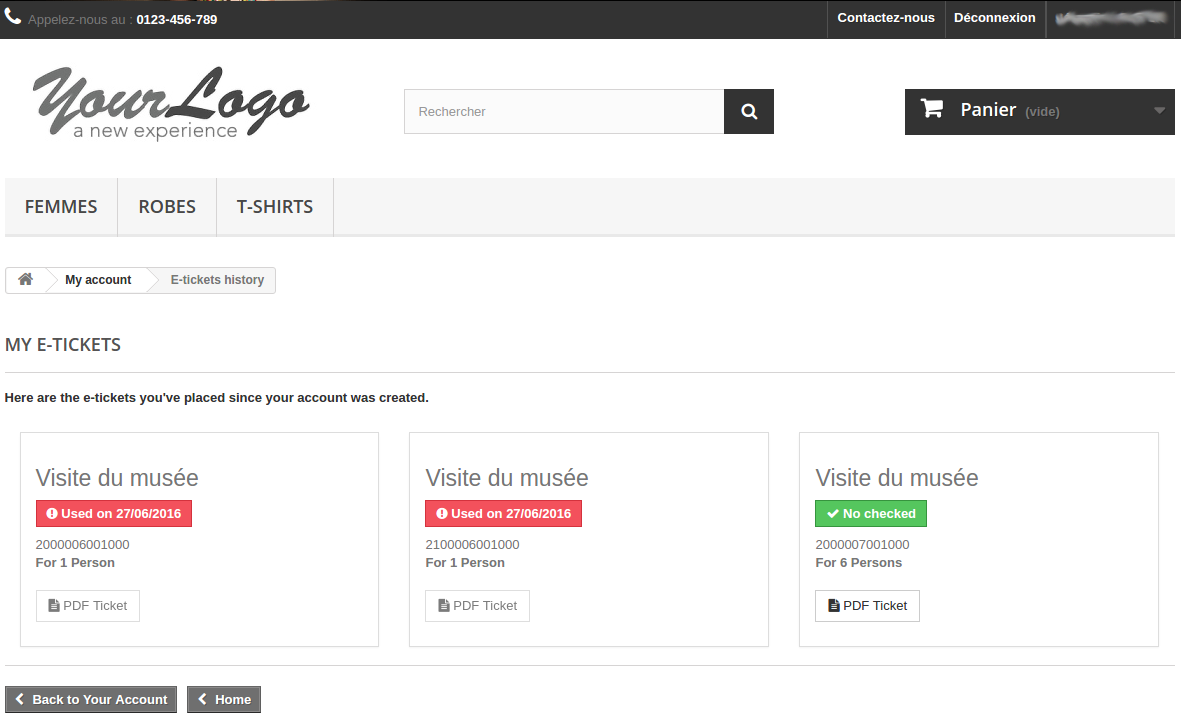 Appelez-nous au : 0123-456-789
Contactez-nous
Déconnexion
YourLogo
a new experience
Rechercher
Panier (vide)
FEMMES
ROBES
T-SHIRTS
My account
E-tickets history
MY E-TICKETS
Here are the e-tickets you've placed since your account was created.
Visite du musée
Used on 27/06/2016
2000006001000
For 1 Person
PDF Ticket
Visite du musée
Used on 27/06/2016
2100006001000
For 1 Person
PDF Ticket
Visite du musée
No checked
2000007001000
For 6 Persons
PDF Ticket
Back to Your Account
Home